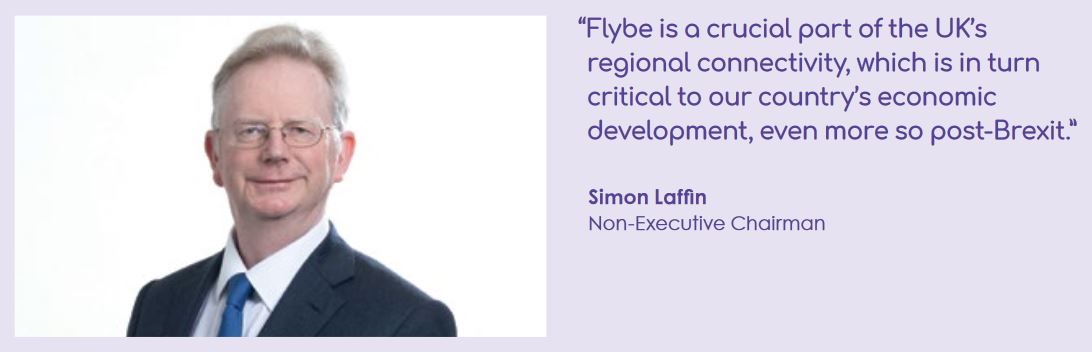 “Flybe is a crucial part of the UK’s
regional connectivity, which is in turn
critical to our country’s economic
development, even more so post-Brexit.”
Simon Laffin
Non-Executive Chairman